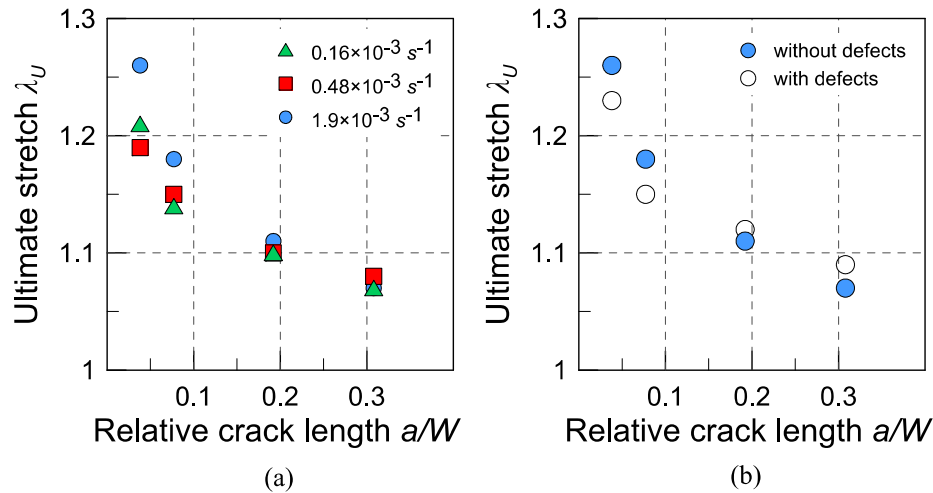 1.3
1.2
1.1
1
Ultimate stretch λU
0.16×10-3 s-1
0.48×10-3 s-1
1.9×10-3 s-1
0.1
0.2
0.3
Relative crack length a/W
(a)
1.3
1.2
1.1
1
Ultimate stretch λU
without defects
with defects
0.1
0.2
0.3
Relative crack length a/W
(b)